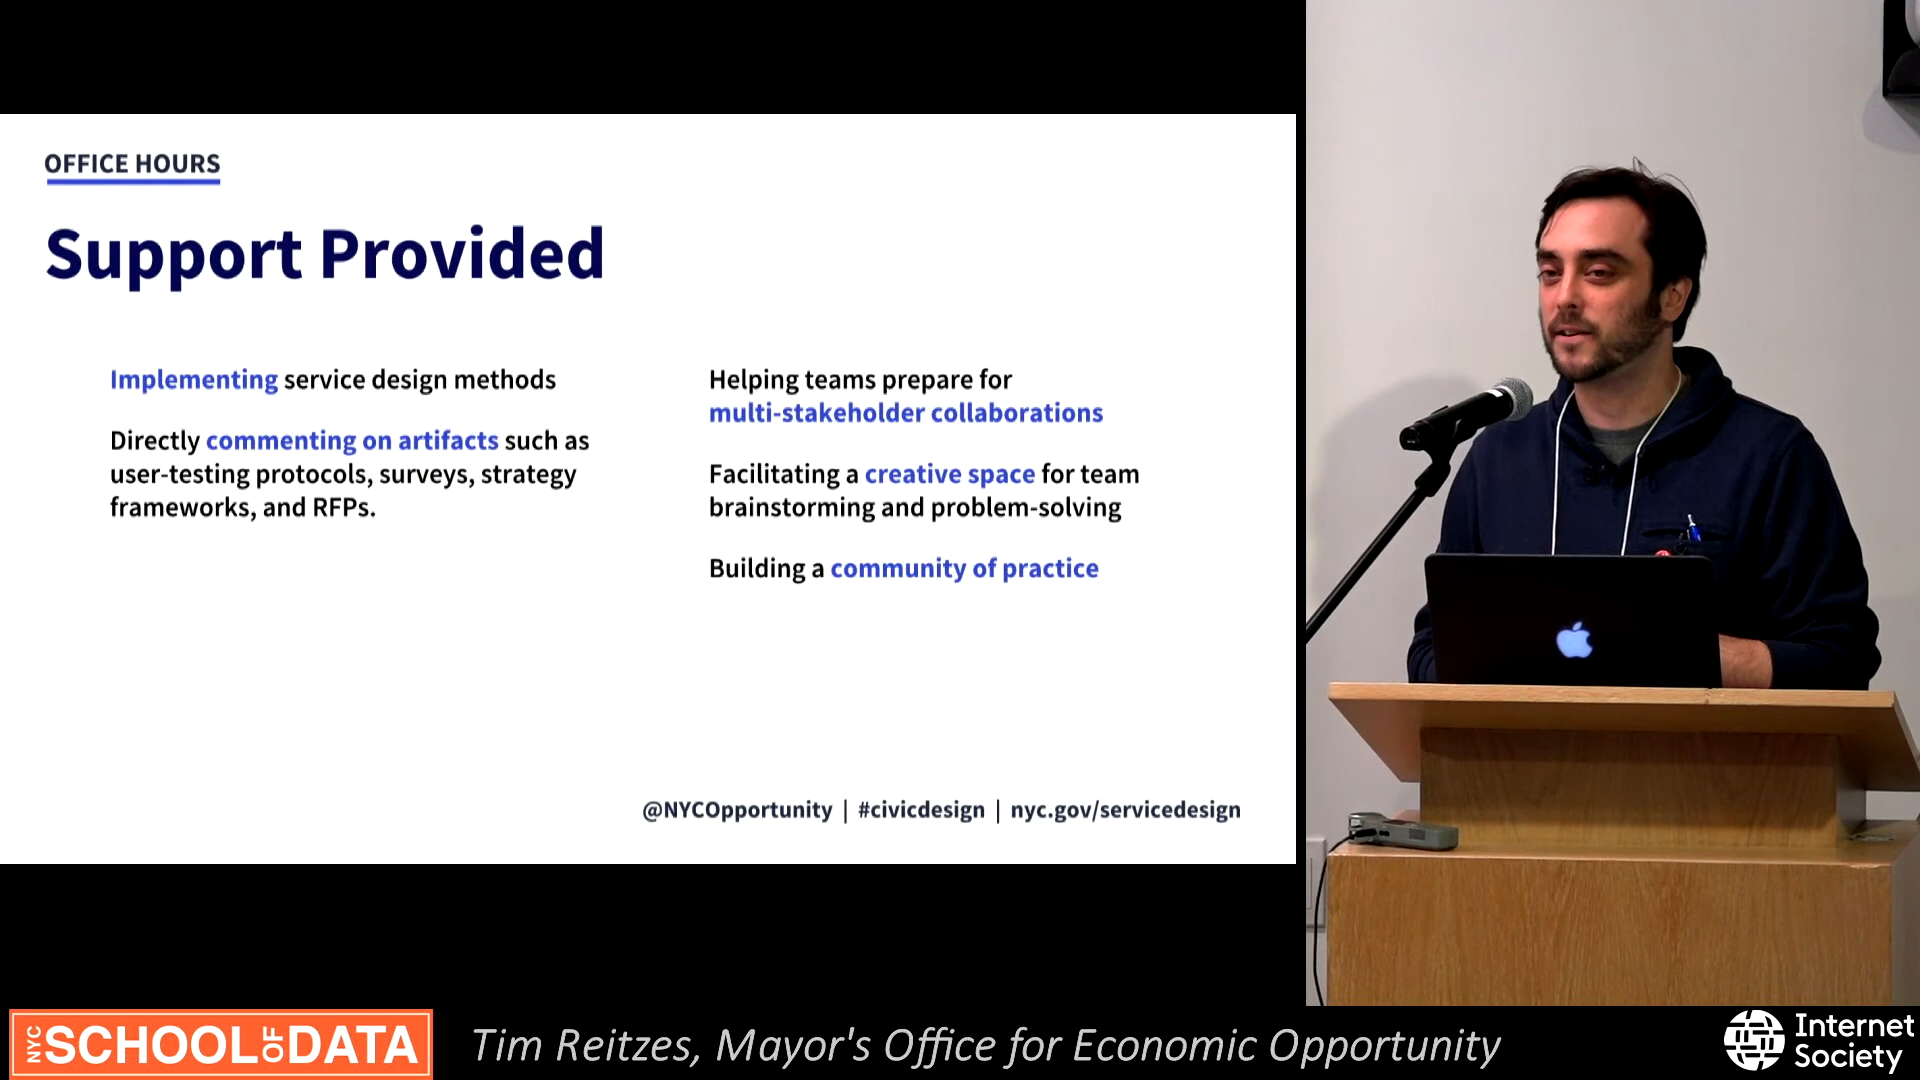 OFFICE HOURS
Support Provided
Implementing service design methods
Directly commenting on artifacts such as
user-testing protocols, surveys, strategy
frameworks, and RFPs.
Helping teams prepare for
multi-stakeholder collaborations
Facilitating a creative space for team
brainstorming and problem-solving
Building a community of practice
@NYCOpportunity | #civicdesign | nyc.gov/servicedesign
NYC SCHOOL OF DATA
Tim Reitzes, Mayor's Office for Economic Opportunity
Internet
Society